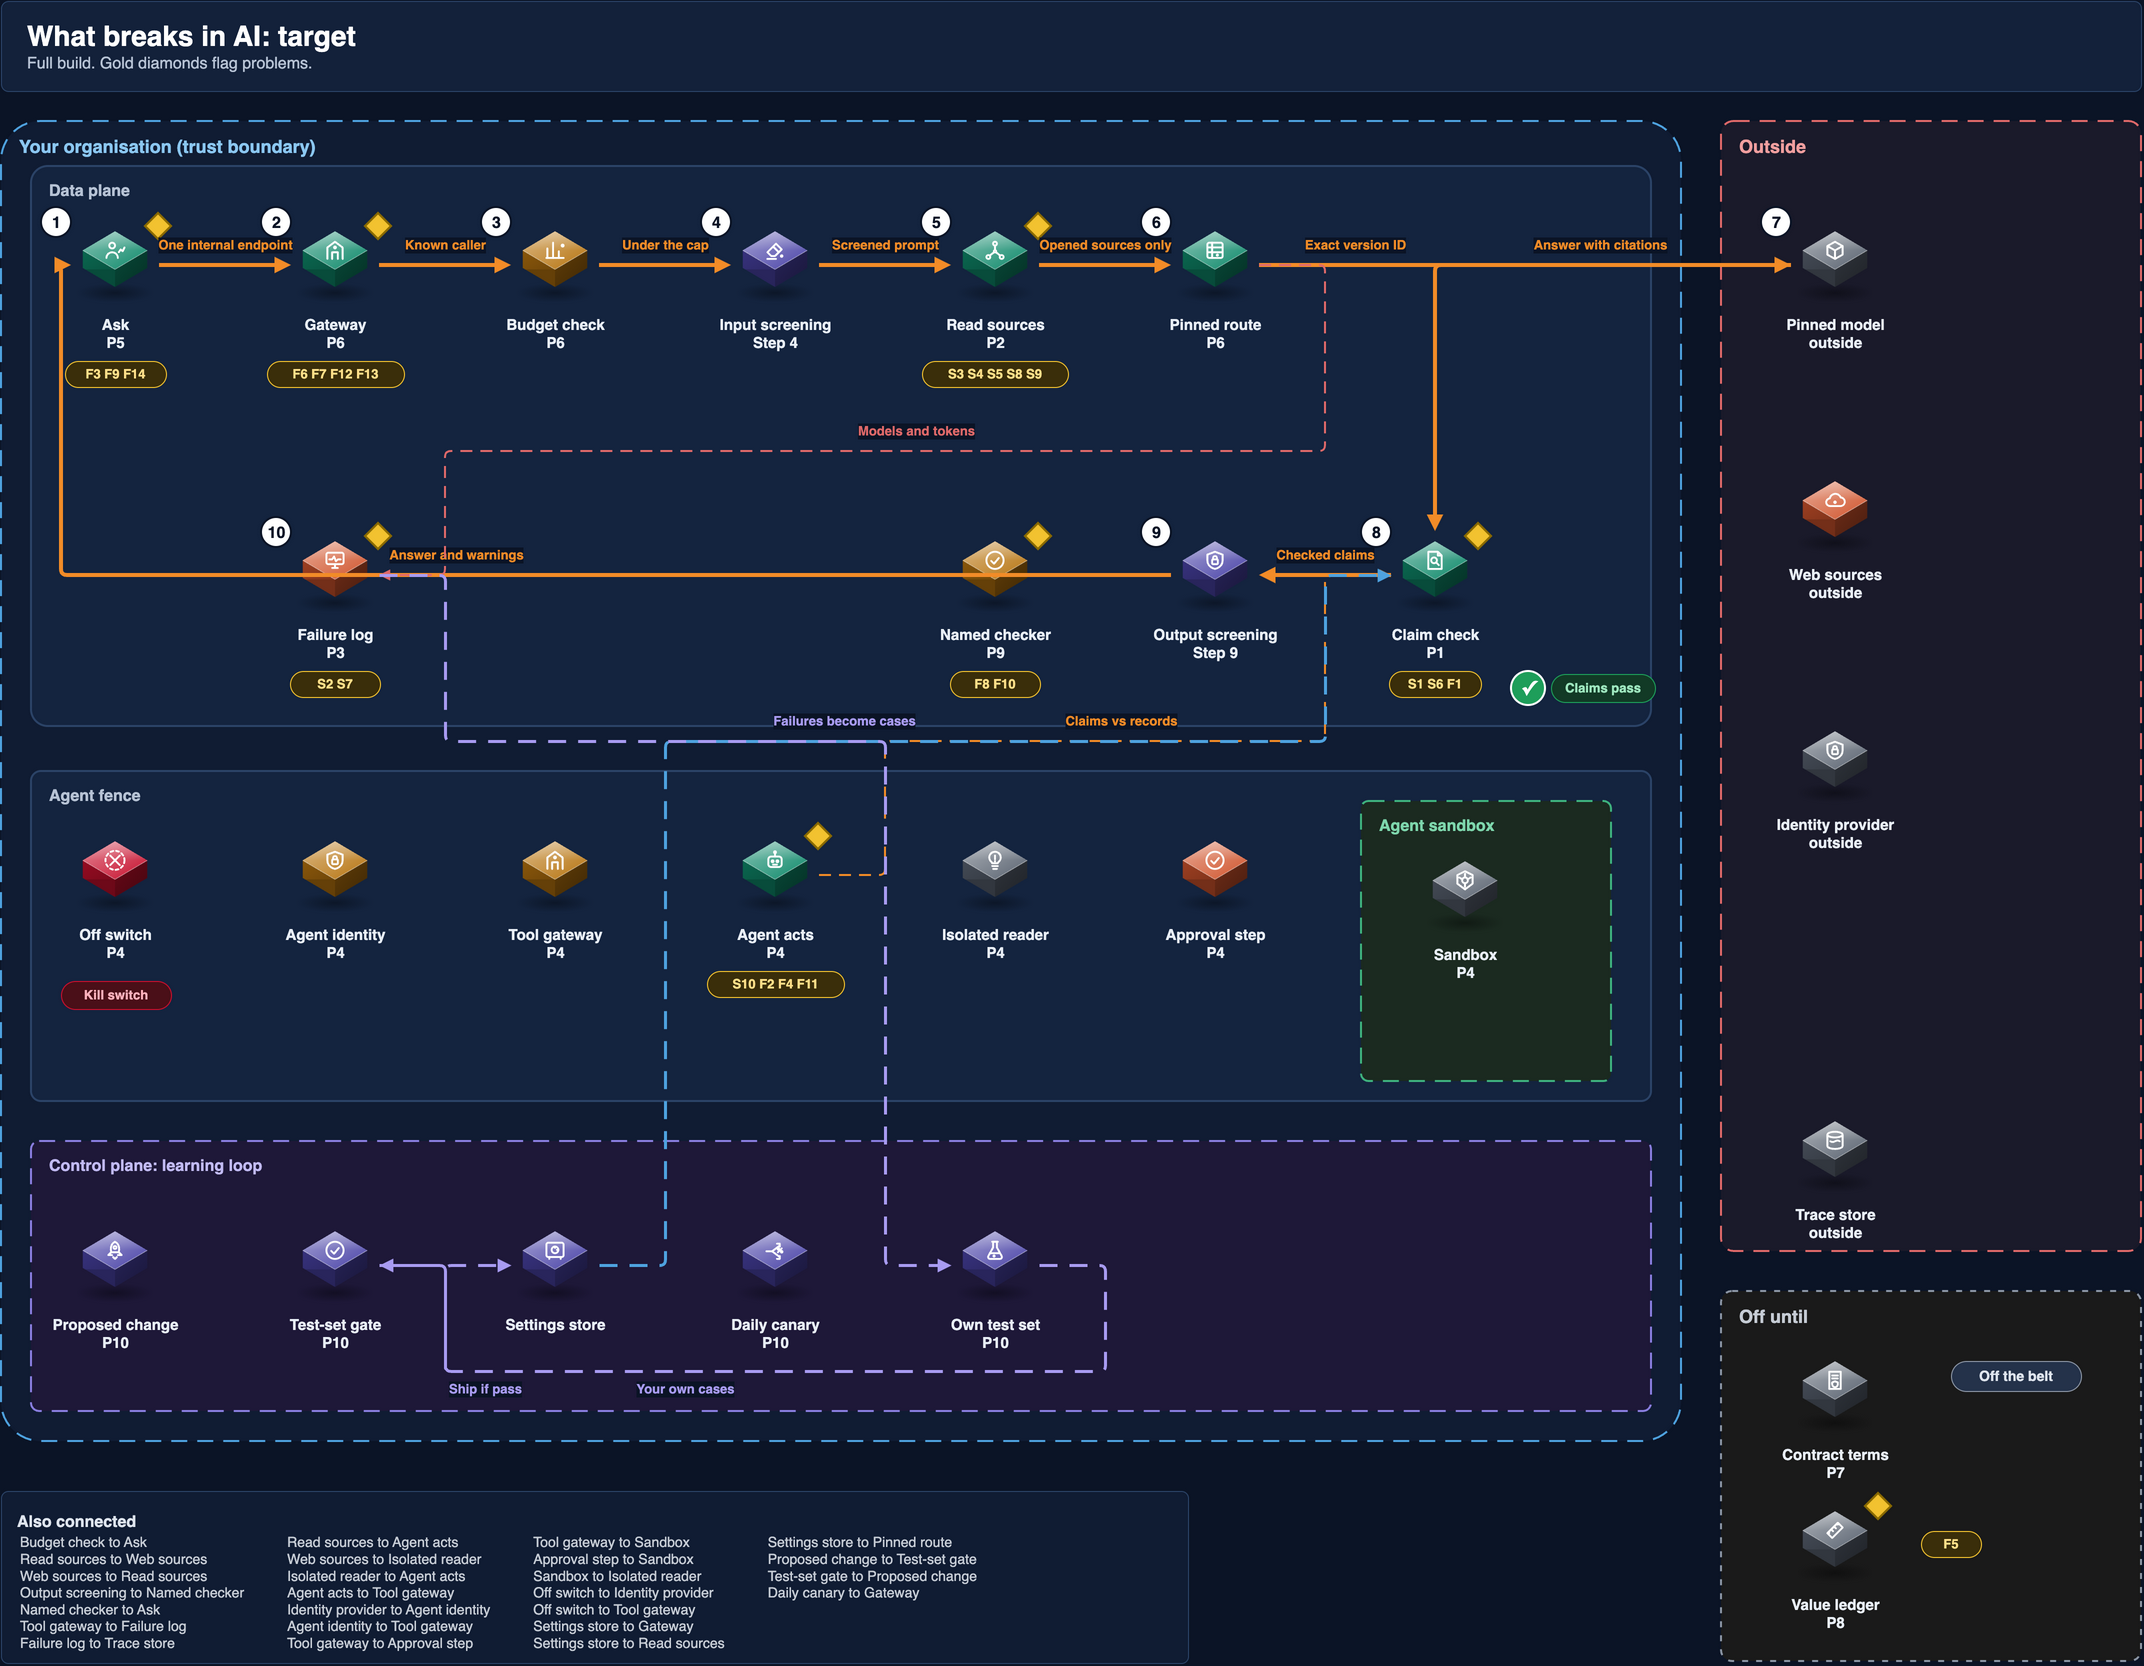 What breaks in AI: target
Full build. Gold diamonds flag problems.
Your organisation (trust boundary)
Data plane
1
2
3
4
5
6
One internal endpoint
Known caller
Under the cap
Screened prompt
Opened sources only
Exact version ID
Answer with citations
Ask
P5
F3 F9 F14
Gateway
P6
F6 F7 F12 F13
Budget check
P6
Input screening
Step 4
Read sources
P2
S3 S4 S5 S8 S9
Pinned route
P6
Models and tokens
10
9
8
Answer and warnings
Checked claims
Failure log
P3
S2 S7
Named checker
P9
F8 F10
Output screening
Step 9
Claim check
P1
S1 S6 F1
Claims pass
Failures become cases
Claims vs records
Agent fence
Off switch
P4
Kill switch
Agent identity
P4
Tool gateway
P4
Agent acts
P4
S10 F2 F4 F11
Isolated reader
P4
Approval step
P4
Agent sandbox
Sandbox
P4
Control plane: learning loop
Proposed change
P10
Test-set gate
P10
Settings store
Daily canary
P10
Own test set
P10
Ship if pass
Your own cases
Outside
7
Pinned model
outside
Web sources
outside
Identity provider
outside
Trace store
outside
Off until
Off the belt
Contract terms
P7
F5
Value ledger
P8
Also connected
Budget check to Ask
Read sources to Web sources
Web sources to Read sources
Output screening to Named checker
Named checker to Ask
Tool gateway to Failure log
Failure log to Trace store
Read sources to Agent acts
Web sources to Isolated reader
Isolated reader to Agent acts
Agent acts to Tool gateway
Identity provider to Agent identity
Agent identity to Tool gateway
Tool gateway to Approval step
Tool gateway to Sandbox
Approval step to Sandbox
Sandbox to Isolated reader
Off switch to Identity provider
Off switch to Tool gateway
Settings store to Gateway
Settings store to Read sources
Settings store to Pinned route
Proposed change to Test-set gate
Test-set gate to Proposed change
Daily canary to Gateway